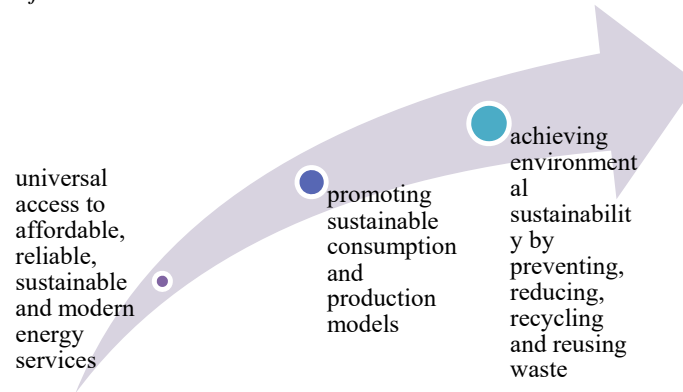 universal
access to
affordable,
reliable,
sustainable
and modern
energy
services
promoting
sustainable
consumption
and
production
models
achieving
environment
al
sustainabilit
y by
preventing,
reducing,
recycling
and reusing
waste